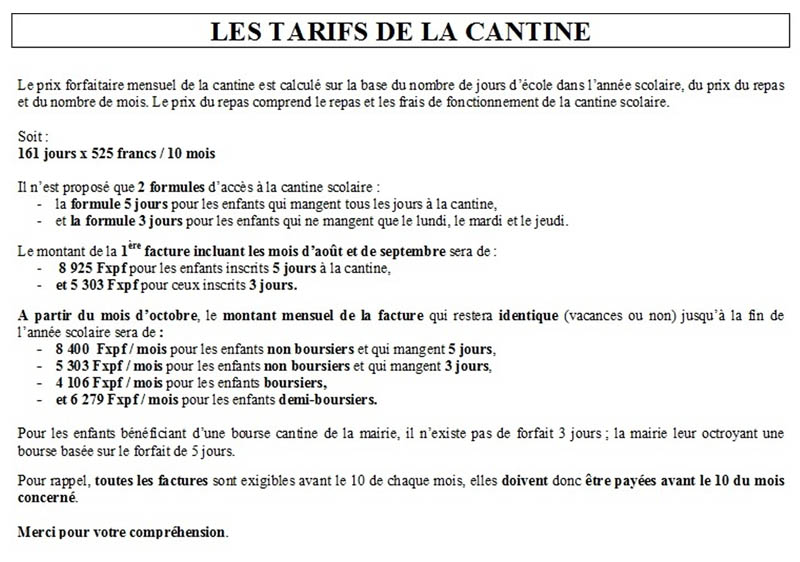 LES TARIFS DE LA CANTINE
Le prix forfaitaire mensuel de la cantine est calculé sur la base du nombre de jours d’école dans l’année scolaire, du prix du repas
et du nombre de mois. Le prix du repas comprend le repas et les frais de fonctionnement de la cantine scolaire.
Soit :
161 jours x 525 francs / 10 mois
Il n’est proposé que 2 formules d’accès à la cantine scolaire :
- la formule 5 jours pour les enfants qui mangent tous les jours à la cantine,
- et la formule 3 jours pour les enfants qui ne mangent que le lundi, le mardi et le jeudi.
Le montant de la 1ère facture incluant les mois d’août et de septembre sera de :
- 8 925 Fxpf pour les enfants inscrits 5 jours à la cantine,
- et 5 303 Fxpf pour ceux inscrits 3 jours.
A partir du mois d’octobre, le montant mensuel de la facture qui restera identique (vacances ou non) jusqu’à la fin de
l’année scolaire sera de :
- 8 400 Fxpf / mois pour les enfants non boursiers et qui mangent 5 jours,
- 5 303 Fxpf / mois pour les enfants non boursiers et qui mangent 3 jours,
- 4 106 Fxpf / mois pour les enfants boursiers,
- et 6 279 Fxpf / mois pour les enfants demi-boursiers.
Pour les enfants bénéficiant d’une bourse cantine de la mairie, il n’existe pas de forfait 3 jours ; la mairie leur octroyant une
bourse basée sur le forfait de 5 jours.
Pour rappel, toutes les factures sont exigibles avant le 10 de chaque mois, elles doivent donc être payées avant le 10 du mois
concerné.
Merci pour votre compréhension.